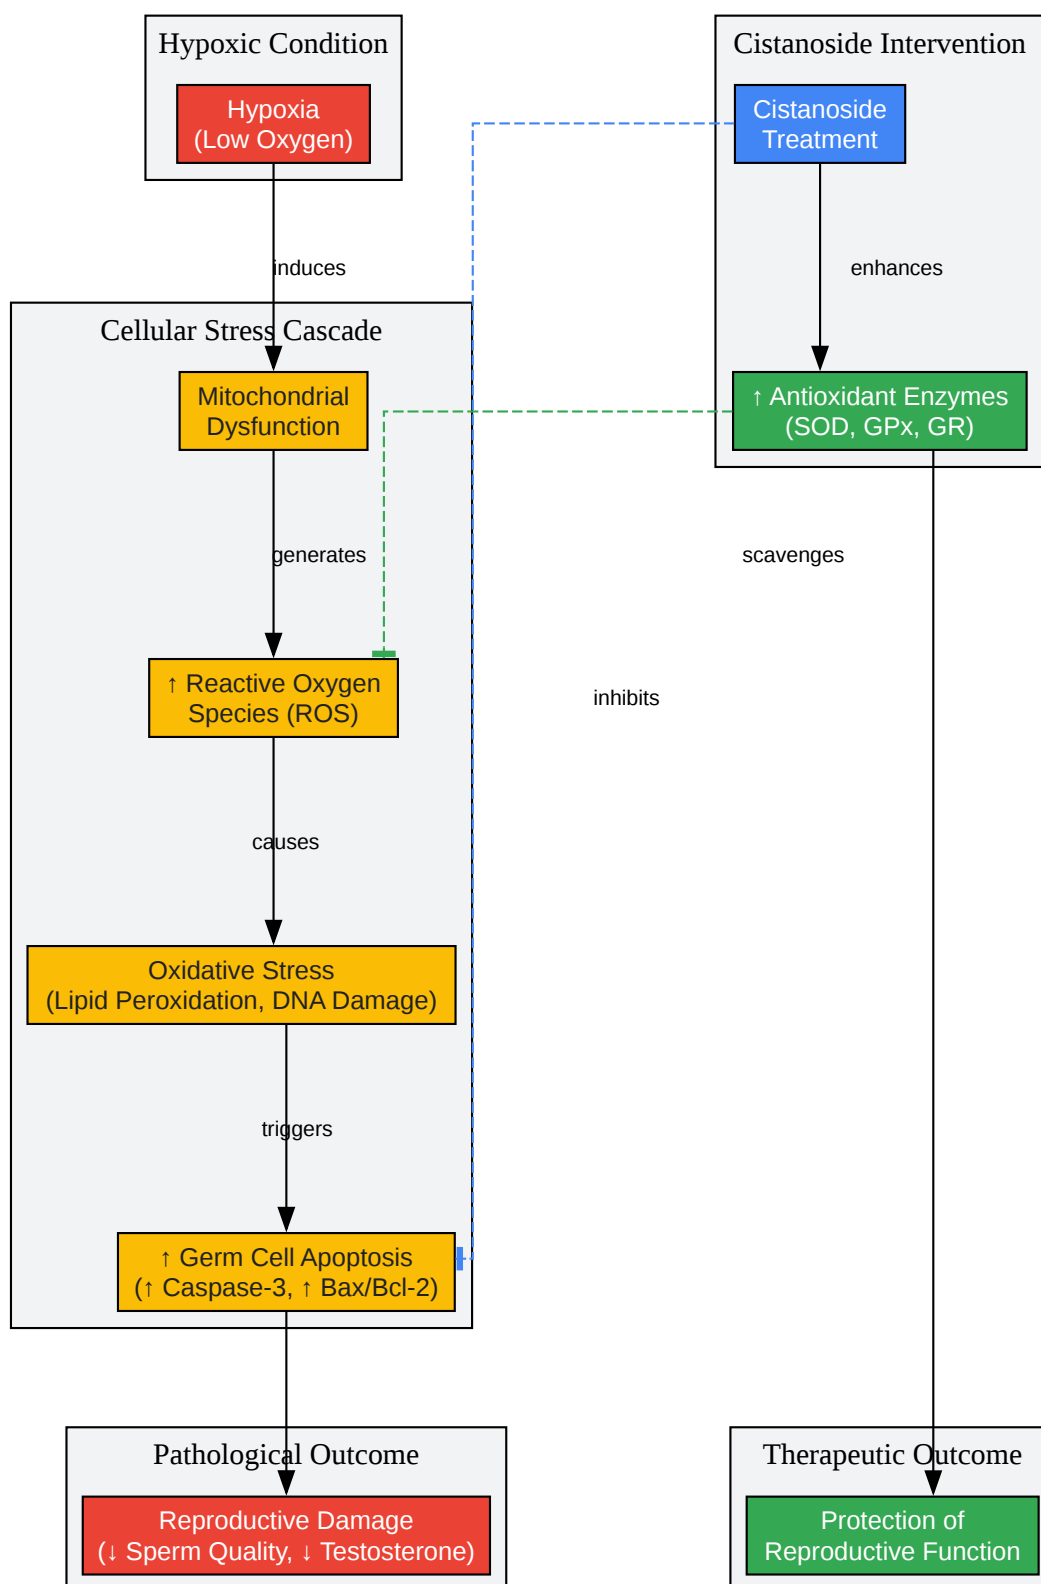 Hypoxic Condition
Hypoxia
(Low Oxygen)
Cistanoside Intervention
Cistanoside
Treatment
induces
enhances
Cellular Stress Cascade
Mitochondrial
Dysfunction
↑ Antioxidant Enzymes
(SOD, GPx, GR)
generates
scavenges
↑ Reactive Oxygen
Species (ROS)
inhibits
causes
Oxidative Stress
(Lipid Peroxidation, DNA Damage)
triggers
↑ Germ Cell Apoptosis
(↑ Caspase-3, ↑ Bax/Bcl-2)
Pathological Outcome
Reproductive Damage
(↓ Sperm Quality, ↓ Testosterone)
Therapeutic Outcome
Protection of
Reproductive Function